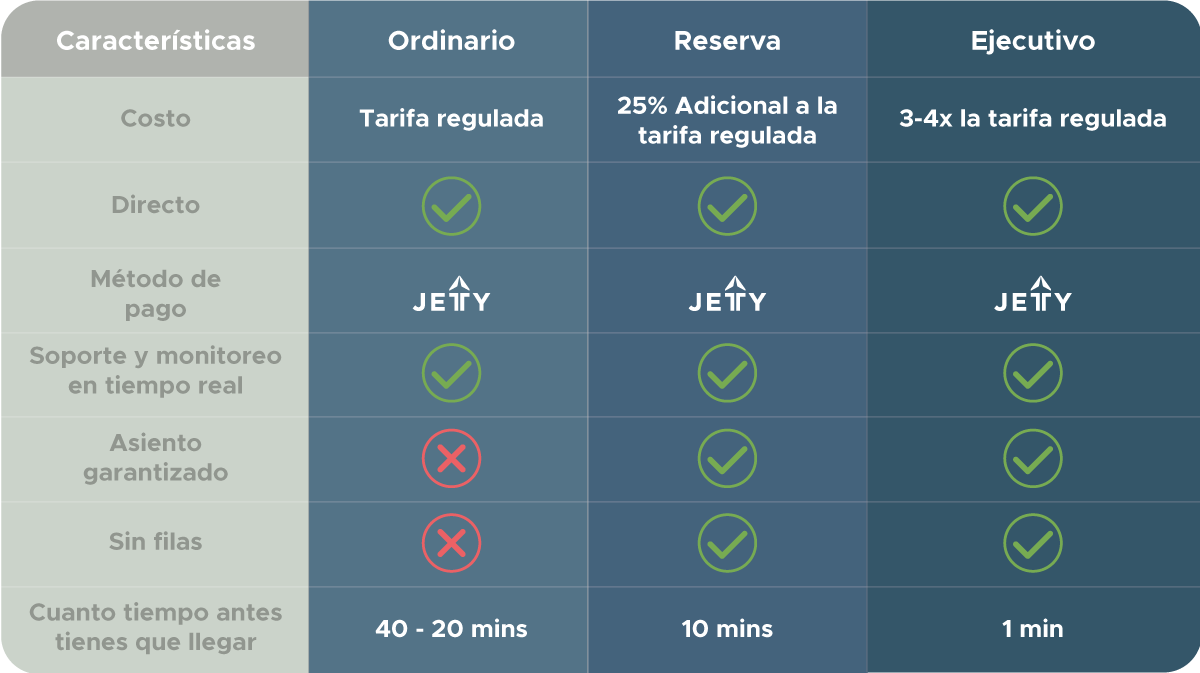 Características Ordinario Reserva Ejecutivo
Costo Tarifa regulada 25% Adicional a la
tarifa regulada 3-4x la tarifa regulada
Directo
Método de
pago JETTY JETTY JETTY
Soporte y monitoreo
en tiempo real
Asiento
garantizado
Sin filas
Cuanto tiempo antes
tienes que llegar 40 - 20 mins 10 mins 1 min